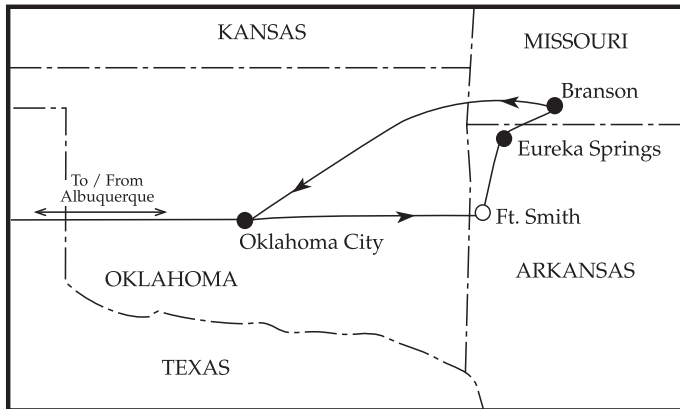 KANSAS
MISSOURI
Branson
Eureka Springs
To / From
Albuquerque
Ft. Smith
Oklahoma City
ARKANSAS
OKLAHOMA
TEXAS